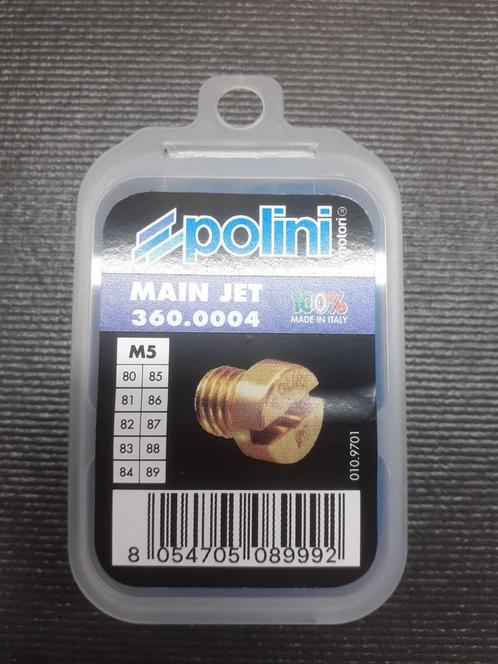 polini
motori®
MAIN JET
360.0004
100%
MADE IN ITALY
M5
80 85
81 86
82 87
83 88
84 89
POLINI
010.9701
8 054705 089992